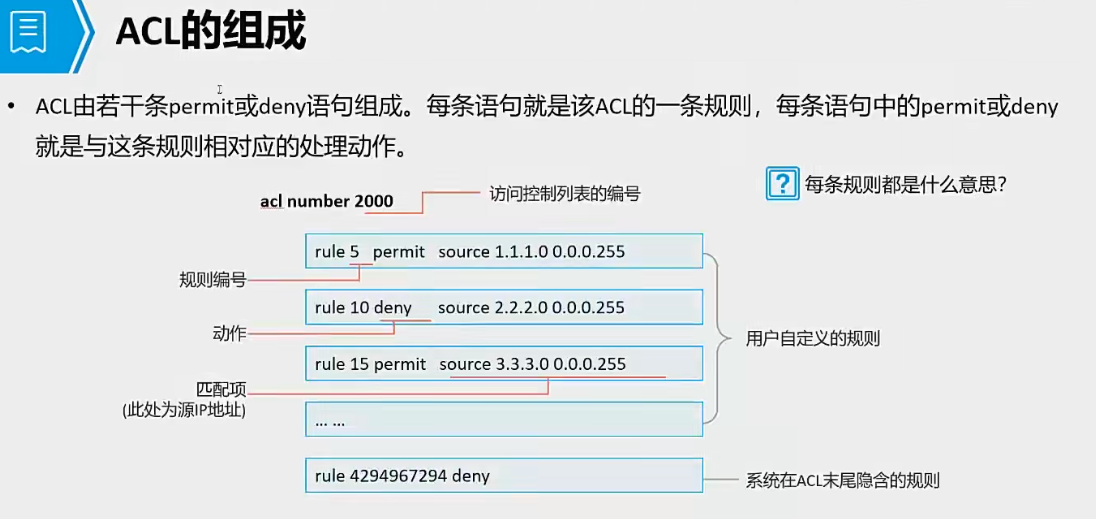 ACL的组成
• ACL由若干条permit或deny语句组成。每条语句就是该ACL的一条规则，每条语句中的permit或deny
就是与这条规则相对应的处理动作。
? 每条规则都是什么意思？
acl number 2000
访问控制列表的编号
rule 5 permit source 1.1.1.0 0.0.0.255
规则编号
rule 10 deny source 2.2.2.0 0.0.0.255
动作
用户自定义的规则
rule 15 permit source 3.3.3.0 0.0.0.255
匹配项
(此处为源IP地址)
... ...
rule 4294967294 deny
系统在ACL末尾隐含的规则